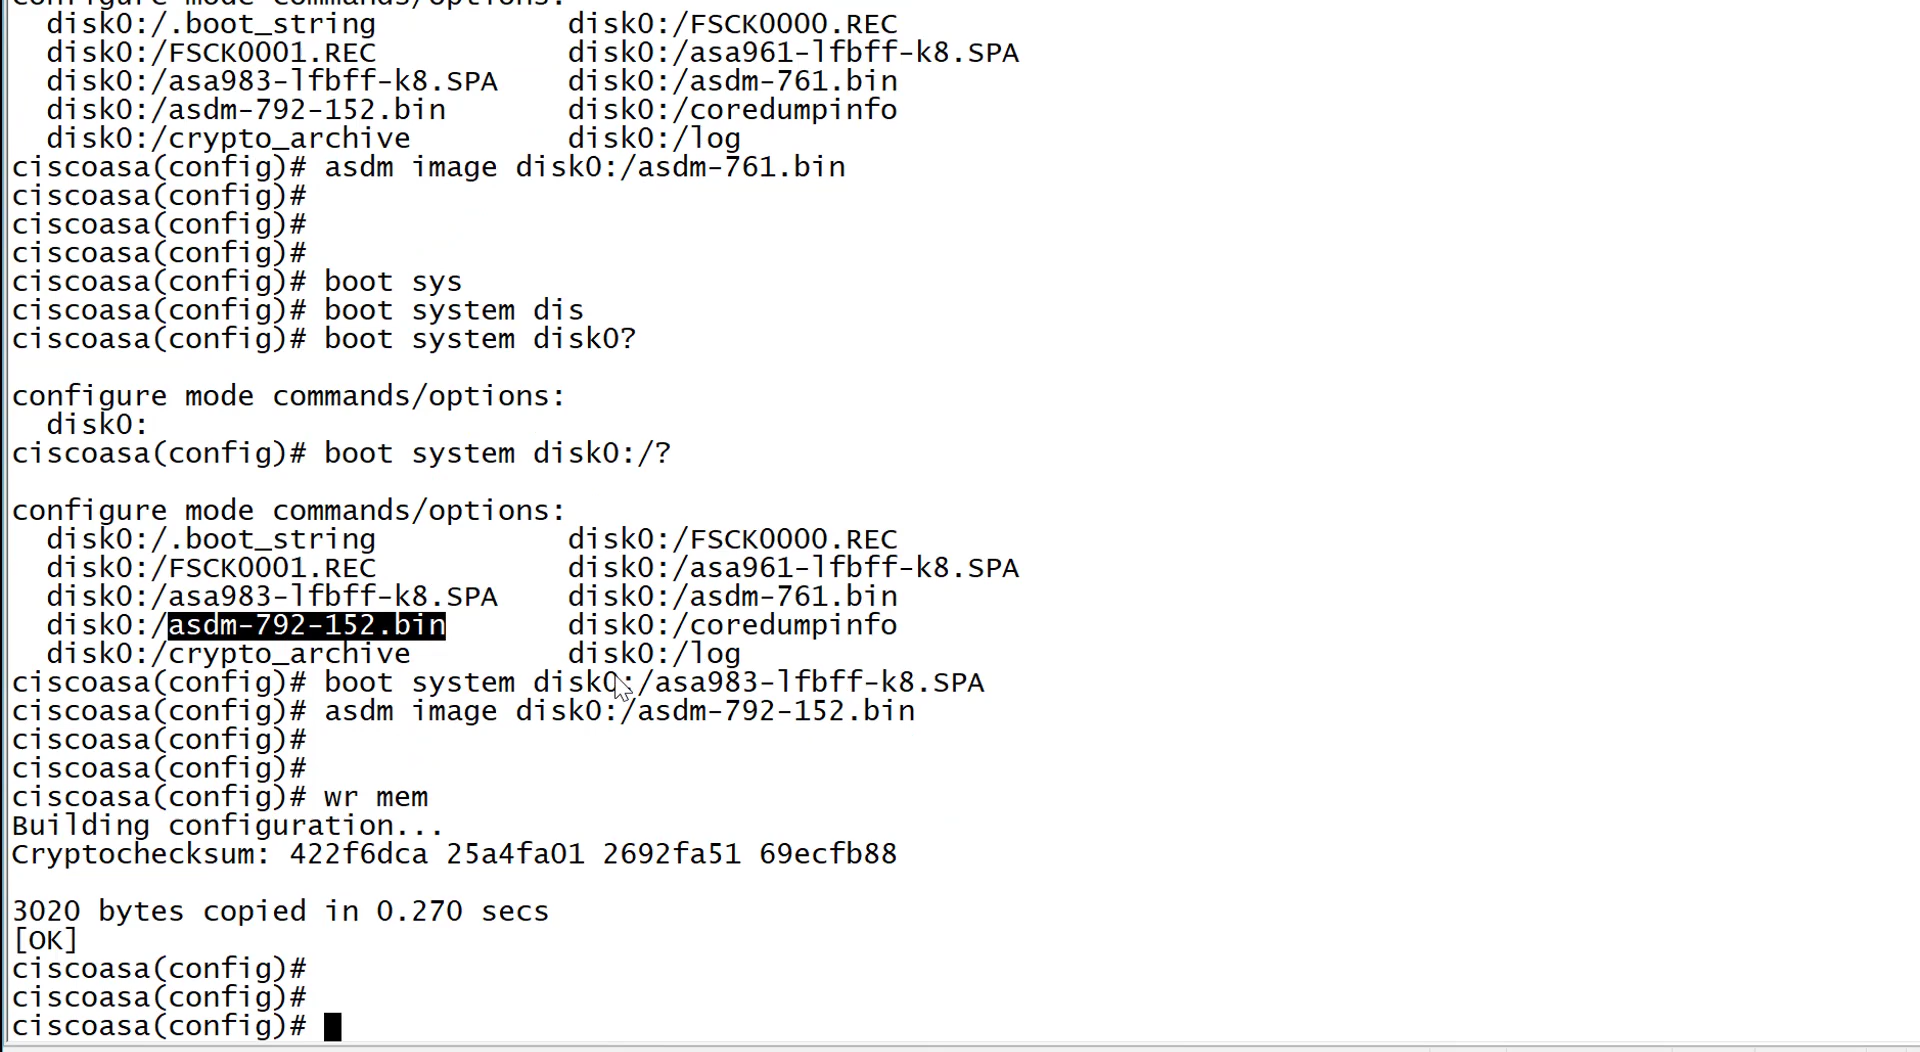 configure mode commands/options:
  disk0:/.boot_string           disk0:/FSCK0000.REC
  disk0:/FSCK0001.REC           disk0:/asa961-lfbff-k8.SPA
  disk0:/asa983-lfbff-k8.SPA    disk0:/asdm-761.bin
  disk0:/asdm-792-152.bin       disk0:/coredumpinfo
  disk0:/crypto_archive         disk0:/log
ciscoasa(config)# asdm image disk0:/asdm-761.bin
ciscoasa(config)#
ciscoasa(config)#
ciscoasa(config)#
ciscoasa(config)# boot sys
ciscoasa(config)# boot system dis
ciscoasa(config)# boot system disk0?
configure mode commands/options:
  disk0:
ciscoasa(config)# boot system disk0:/?
configure mode commands/options:
  disk0:/.boot_string           disk0:/FSCK0000.REC
  disk0:/FSCK0001.REC           disk0:/asa961-lfbff-k8.SPA
  disk0:/asa983-lfbff-k8.SPA    disk0:/asdm-761.bin
  disk0:/asdm-792-152.bin       disk0:/coredumpinfo
  disk0:/crypto_archive         disk0:/log
ciscoasa(config)# boot system disk0:/asa983-lfbff-k8.SPA
ciscoasa(config)# asdm image disk0:/asdm-792-152.bin
ciscoasa(config)#
ciscoasa(config)#
ciscoasa(config)# wr mem
Building configuration...
Cryptochecksum: 422f6dca 25a4fa01 2692fa51 69ecfb88
3020 bytes copied in 0.270 secs
[OK]
ciscoasa(config)#
ciscoasa(config)#
ciscoasa(config)#